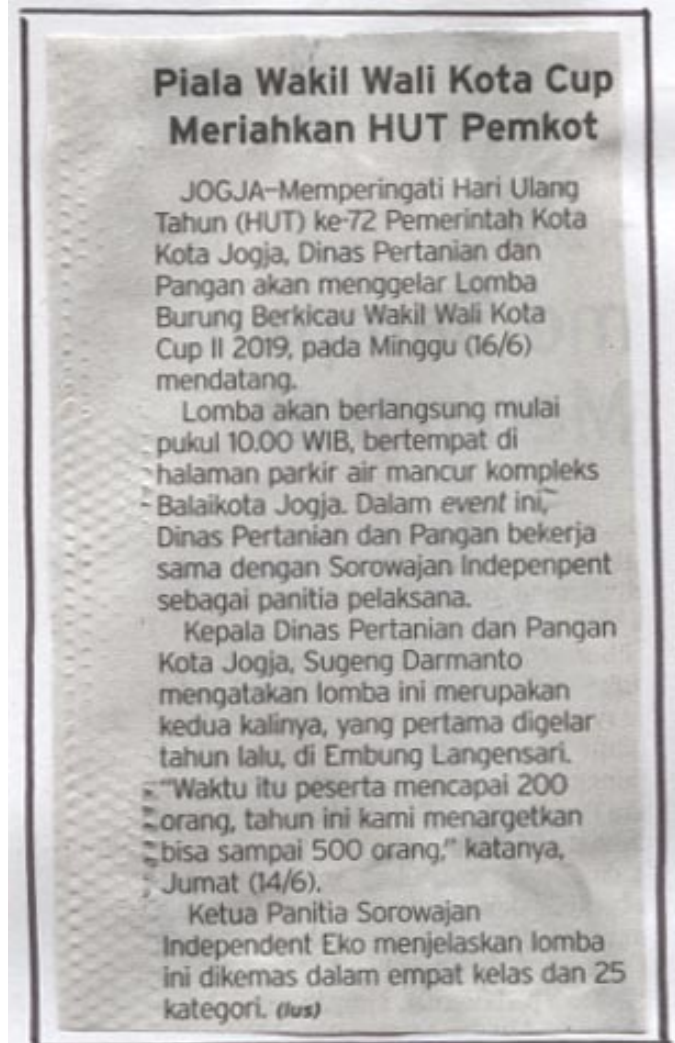 Piala Wakil Wali Kota Cup
Meriahkan HUT Pemkot
JOGJA—Memperingati Hari Ulang
Tahun (HUT) ke-72 Pemerintah Kota
Kota Jogja, Dinas Pertanian dan
Pangan akan menggelar Lomba
Burung Berkicau Wakil Wali Kota
Cup II 2019, pada Minggu (16/6)
mendatang.
Lomba akan berlangsung mulai
pukul 10.00 WIB, bertempat di
halaman parkir air mancur kompleks
Balaikota Jogja. Dalam event ini,
Dinas Pertanian dan Pangan bekerja
sama dengan Sorowajan Indepenpent
sebagai panitia pelaksana.
Kepala Dinas Pertanian dan Pangan
Kota Jogja, Sugeng Darmanto
mengatakan lomba ini merupakan
kedua kalinya, yang pertama digelar
tahun lalu, di Embung Langensari.
"Waktu itu peserta mencapai 200
orang, tahun ini kami menargetkan
bisa sampai 500 orang," katanya,
Jumat (14/6).
Ketua Panitia Sorowajan
Independent Eko menjelaskan lomba
ini dikemas dalam empat kelas dan 25
kategori. (lus)